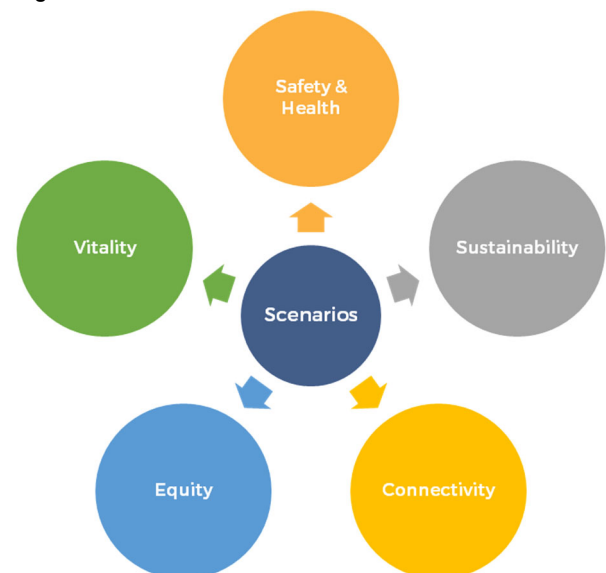 Safety &
Health
Vitality
Sustainability
Scenarios
Equity
Connectivity